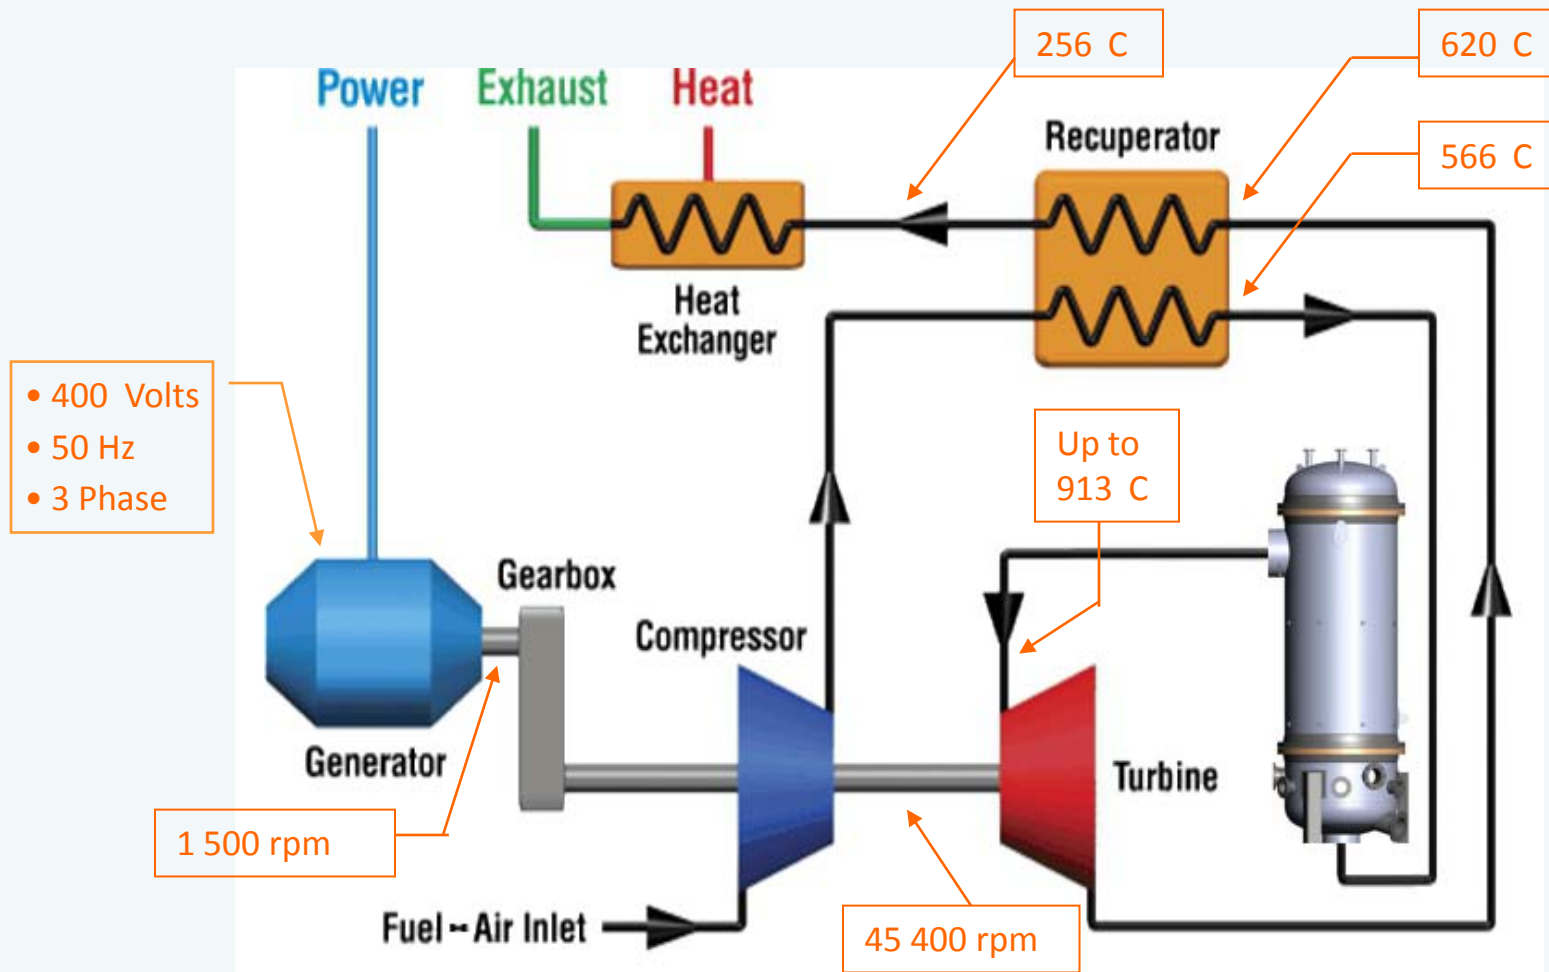 256 C
620 C
Power
Exhaust
Heat
Recuperator
566 C
Heat
Exchanger
• 400 Volts
• 50 Hz
• 3 Phase
Up to
913 C
Gearbox
Compressor
Generator
Turbine
1 500 rpm
Fuel - Air Inlet
45 400 rpm